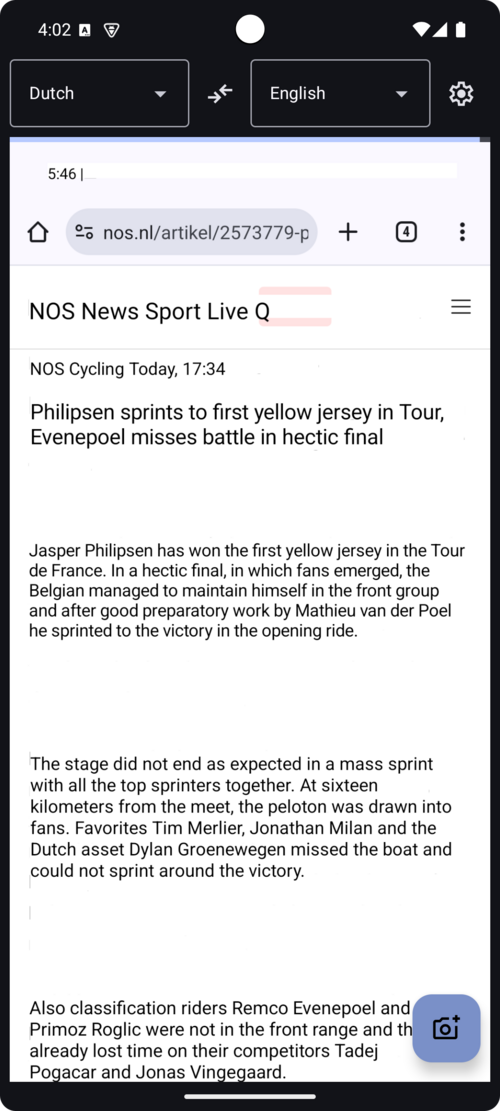 4:02
Dutch
English
5:46 |
nos.nl/artikel/2573779-p
4
NOS News Sport Live Q
NOS Cycling Today, 17:34
Philipsen sprints to first yellow jersey in Tour,
Evenepoel misses battle in hectic final
Jasper Philipsen has won the first yellow jersey in the Tour
de France. In a hectic final, in which fans emerged, the
Belgian managed to maintain himself in the front group
and after good preparatory work by Mathieu van der Poel
he sprinted to the victory in the opening ride.
The stage did not end as expected in a mass sprint
with all the top sprinters together. At sixteen
kilometers from the meet, the peloton was drawn into
fans. Favorites Tim Merlier, Jonathan Milan and the
Dutch asset Dylan Groenewegen missed the boat and
could not sprint around the victory.
Also classification riders Remco Evenepoel and
Primoz Roglic were not in the front range and th
already lost time on their competitors Tadej
Pogacar and Jonas Vingegaard.